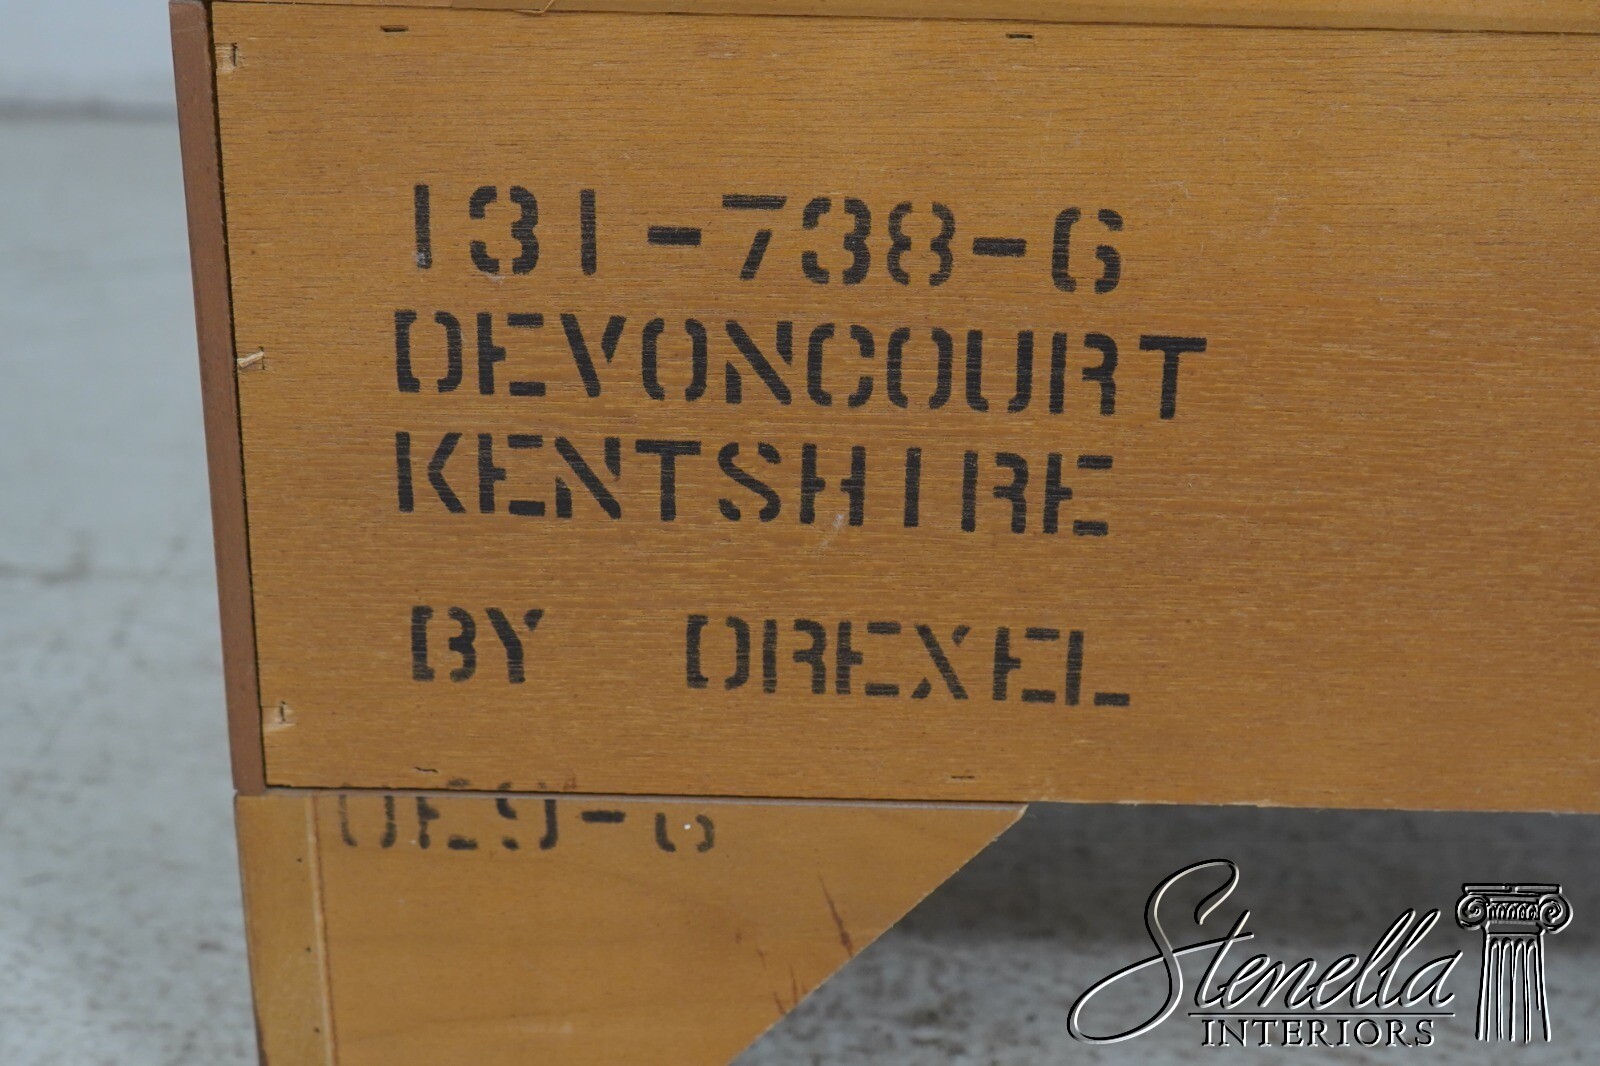 131-738-6
DEVONCOURT
KENTSHIRE
BY DREXEL
Stenella
INTERIORS